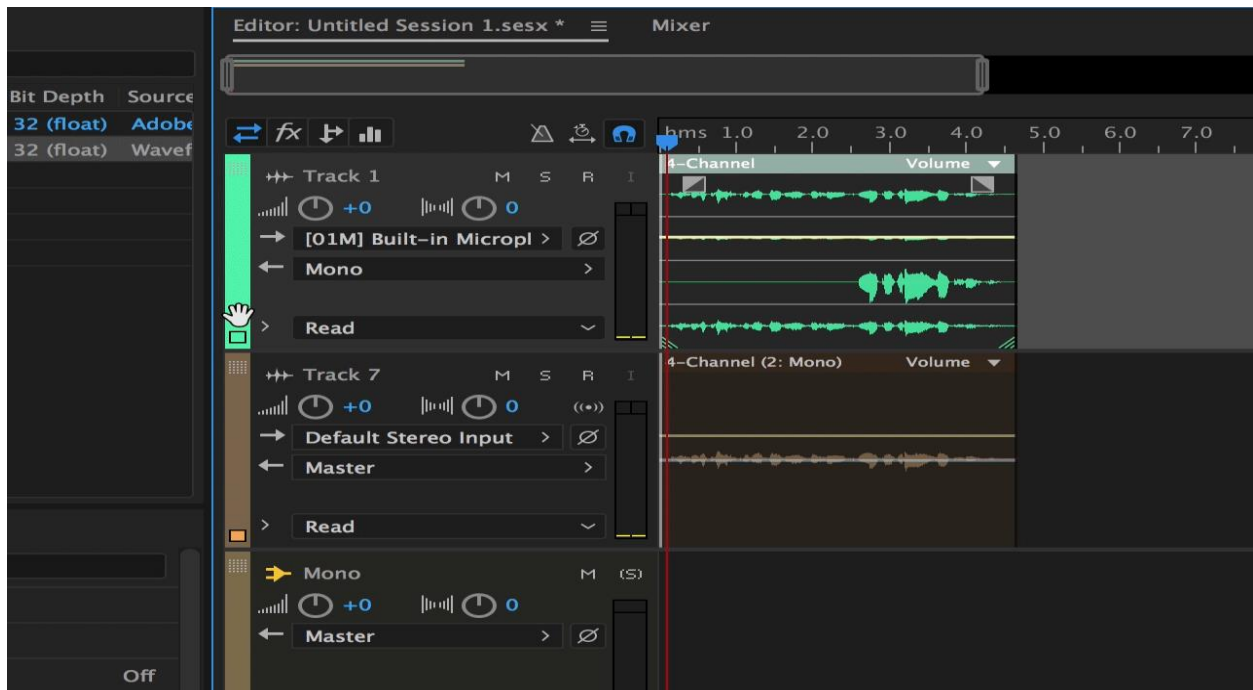 Editor: Untitled Session 1.sesx * Mixer
Bit Depth Source
32 (float) Adobe
32 (float) Wavef
fx
hms 1.0 2.0 3.0 4.0 5.0 6.0 7.0
4-Channel Volume
Track 1 M S R I
+0 0
[01M] Built-in Micropl >
Mono >
> Read
4-Channel (2: Mono) Volume
Track 7 M S R I
+0 0
Default Stereo Input >
Master >
> Read
Mono M (S)
+0 0
Master >
Off